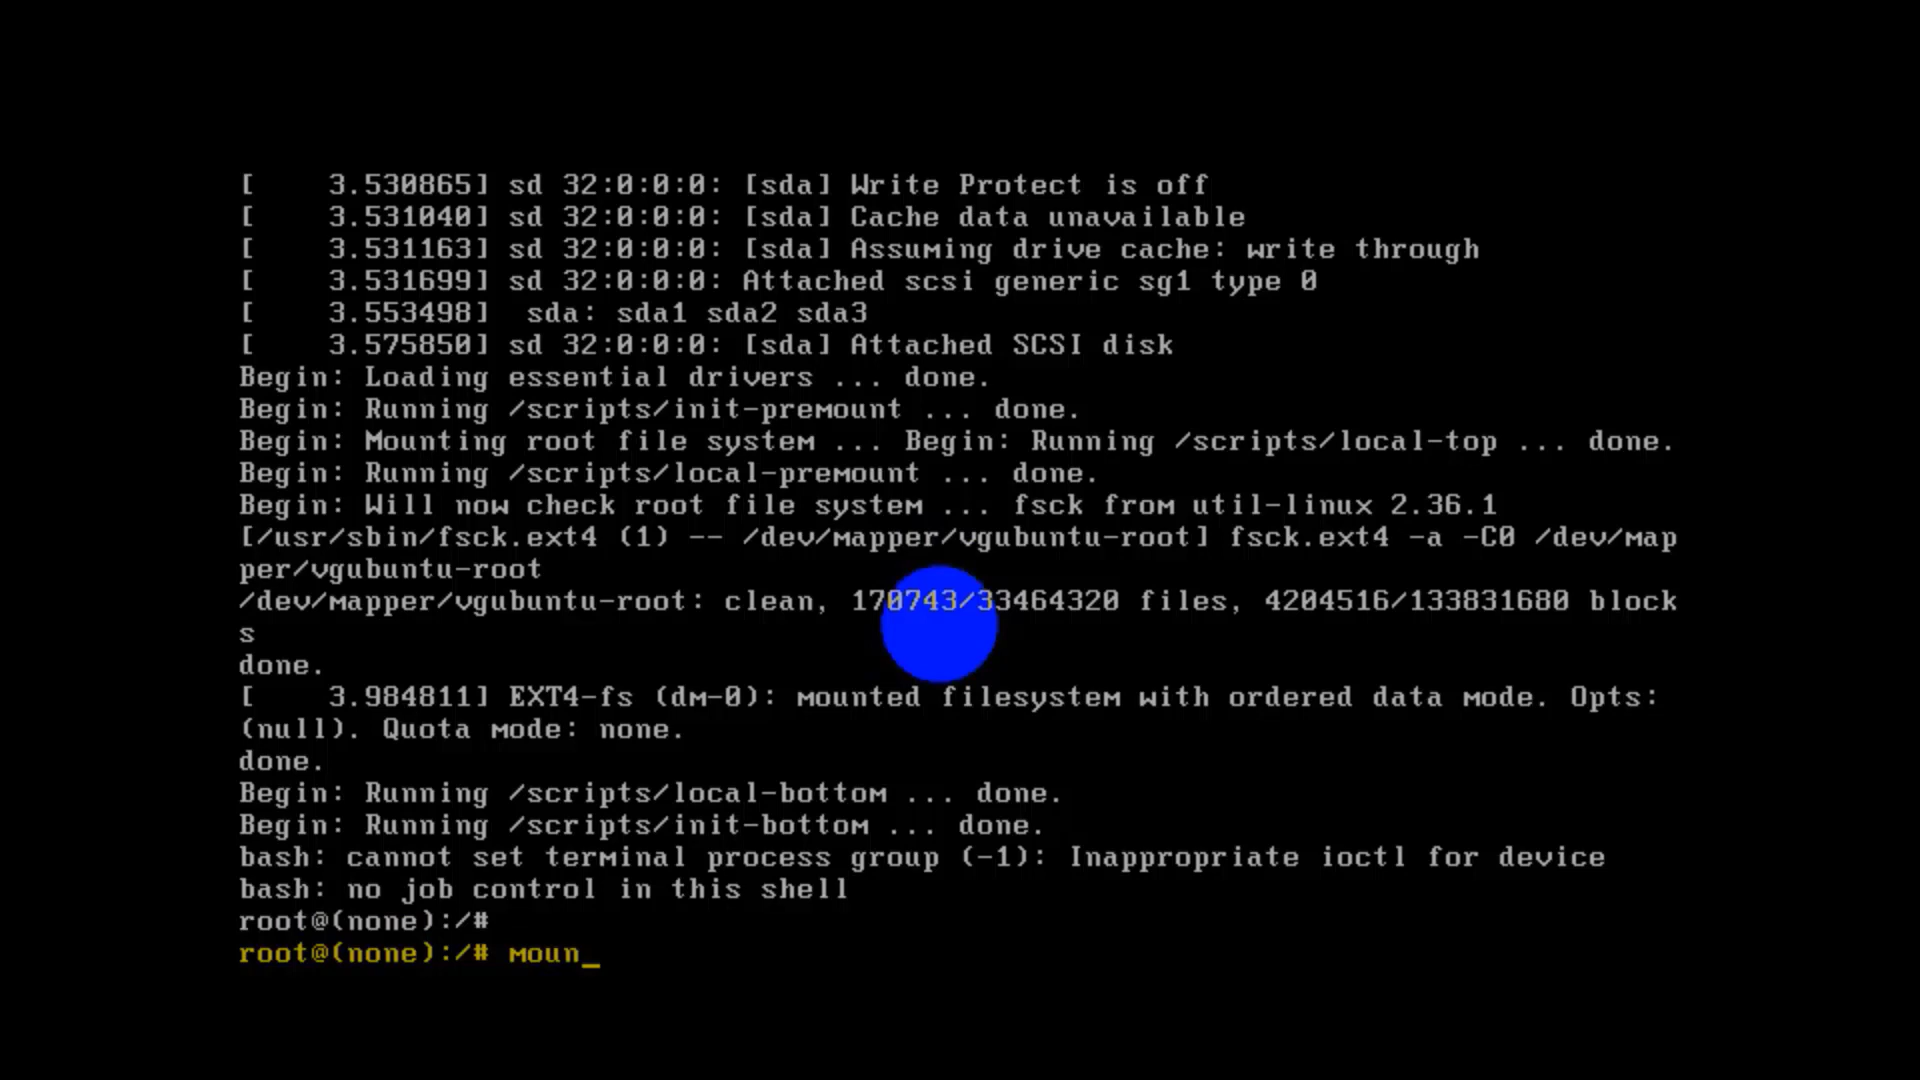 [    3.530865] sd 32:0:0:0: [sda] Write Protect is off
[    3.531040] sd 32:0:0:0: [sda] Cache data unavailable
[    3.531163] sd 32:0:0:0: [sda] Assuming drive cache: write through
[    3.531699] sd 32:0:0:0: Attached scsi generic sg1 type 0
[    3.553498]  sda: sda1 sda2 sda3
[    3.575850] sd 32:0:0:0: [sda] Attached SCSI disk
Begin: Loading essential drivers ... done.
Begin: Running /scripts/init-premount ... done.
Begin: Mounting root file system ... Begin: Running /scripts/local-top ... done.
Begin: Running /scripts/local-premount ... done.
Begin: Will now check root file system ... fsck from util-linux 2.36.1
[/usr/sbin/fsck.ext4 (1) -- /dev/mapper/vgubuntu-root] fsck.ext4 -a -C0 /dev/map
per/vgubuntu-root
/dev/mapper/vgubuntu-root: clean, 170743/33464320 files, 4204516/133831680 block
s
done.
[    3.984811] EXT4-fs (dm-0): mounted filesystem with ordered data mode. Opts:
(null). Quota mode: none.
done.
Begin: Running /scripts/local-bottom ... done.
Begin: Running /scripts/init-bottom ... done.
bash: cannot set terminal process group (-1): Inappropriate ioctl for device
bash: no job control in this shell
root@(none):/#
root@(none):/# moun_